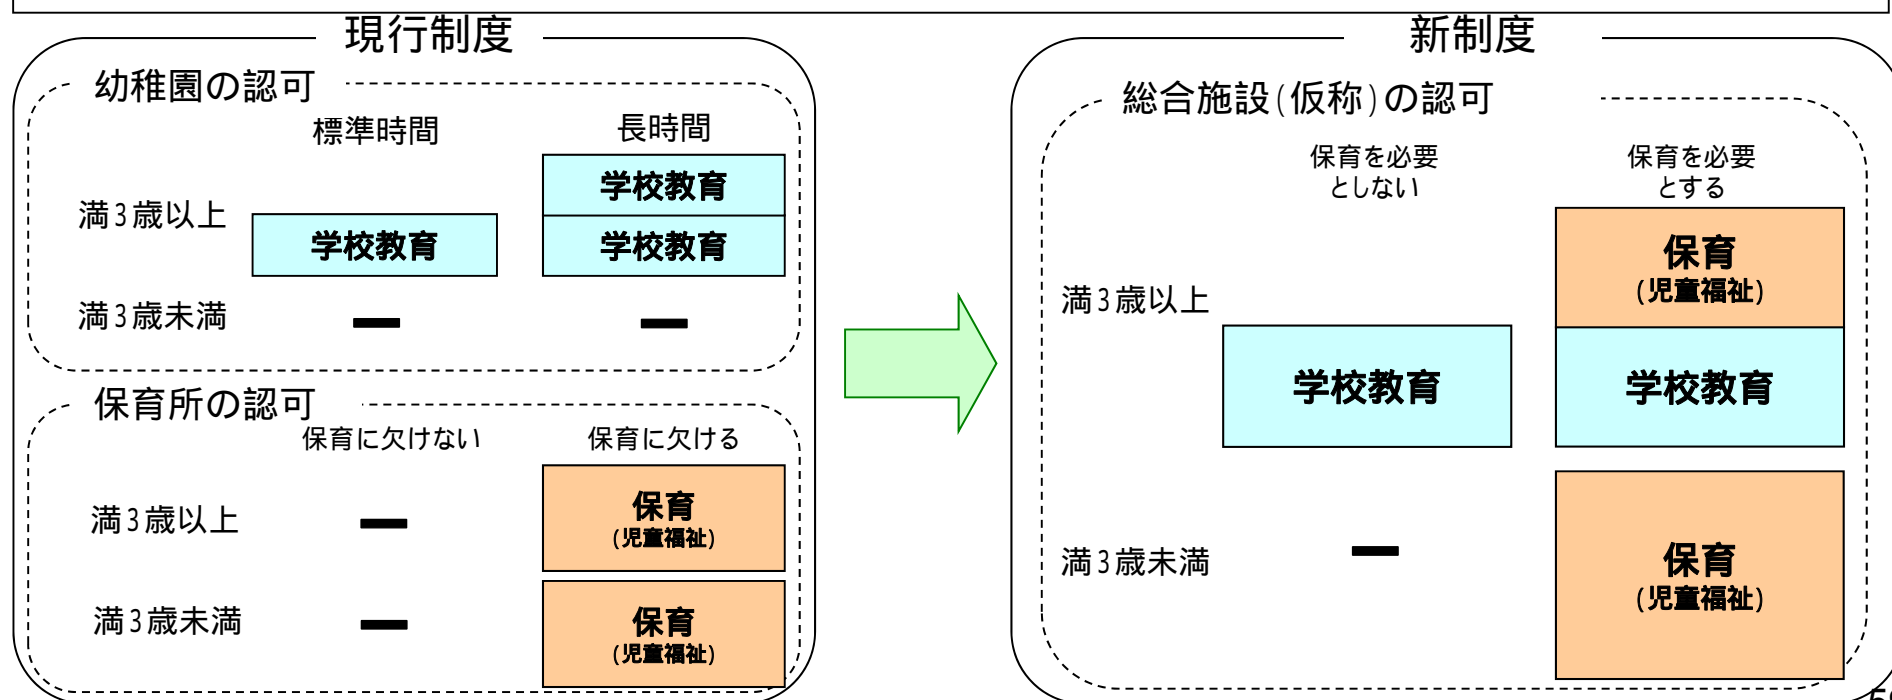 現行制度
幼稚園の認可
標準時間 長時間
学校教育
満3歳以上 学校教育 学校教育
満3歳未満 ー ー
保育所の認可
保育に欠けない 保育に欠ける
満3歳以上 ー 保育
(児童福祉)
満3歳未満 ー 保育
(児童福祉)
新制度
総合施設(仮称)の認可
保育を必要
としない
保育を必要
とする
保育
(児童福祉)
満3歳以上
学校教育 学校教育
満3歳未満 ー 保育
(児童福祉)